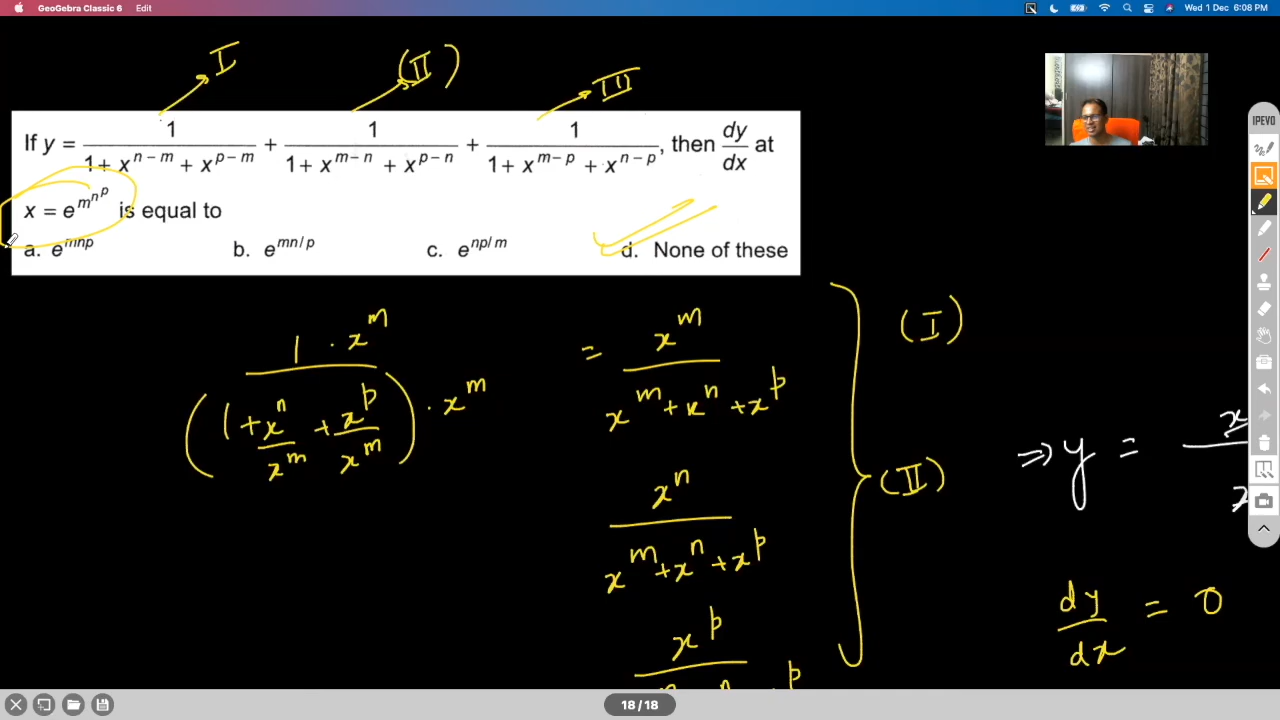 GeoGebra Classic 6 Edit Wed 1 Dec 6:08 PM
I (II) III
If y = 1/(1 + x^(n – m) + x^(p – m)) + 1/(1 + x^(m – n) + x^(p – n)) + 1/(1 + x^(m – p) + x^(n – p)), then dy/dx at
x = e^(m^(n^p)) is equal to
a. e^(mnp) b. e^(mn/p) c. e^(np/m) d. None of these
(1 · x^m)/((1 + x^n/x^m + x^p/x^m) · x^m) = x^m/(x^m + x^n + x^p) (I)
⇒ y =
x^n/(x^m + x^n + x^p) (II)
dy/dx = 0
x^p
IPEVO
18 / 18